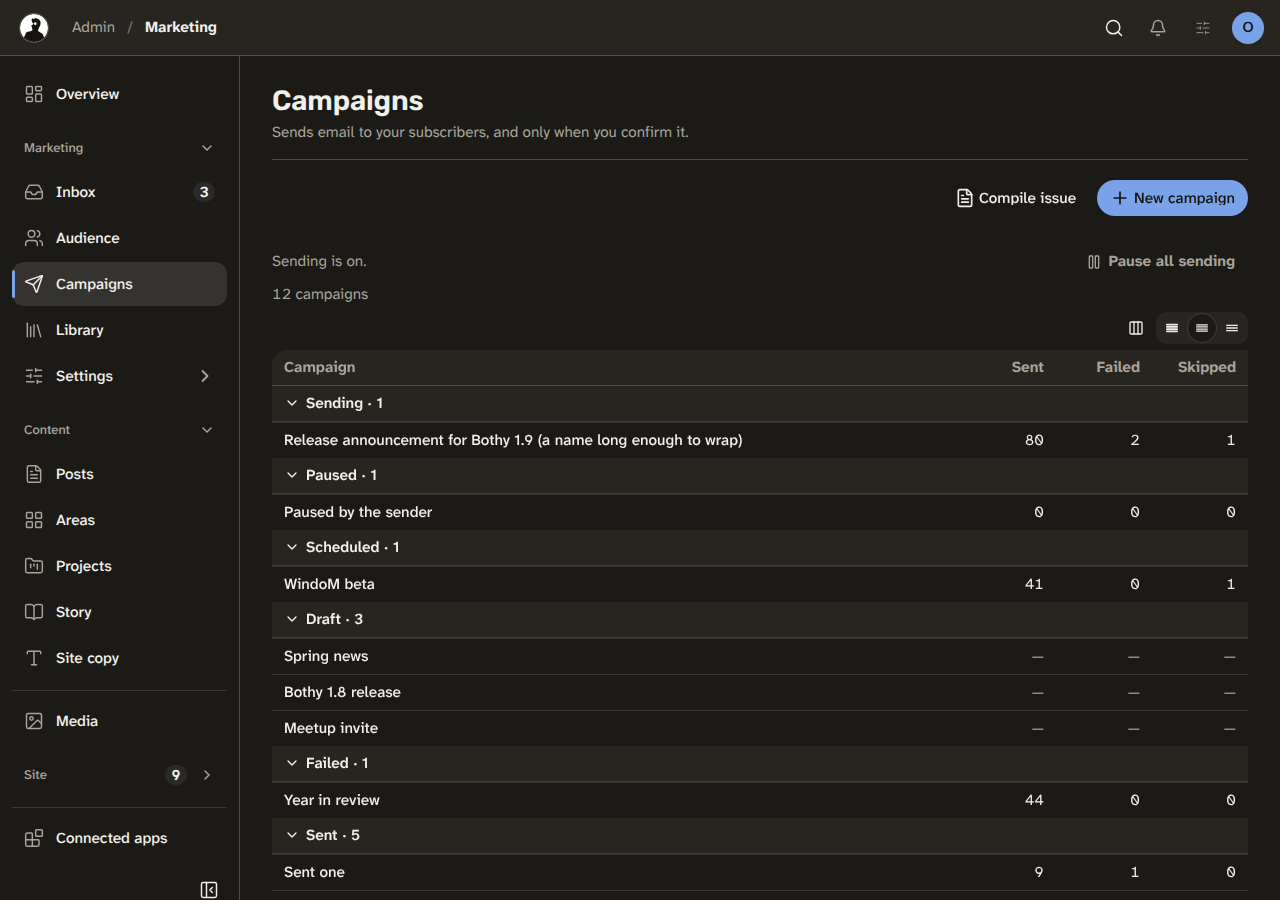 Admin / Marketing
O
Overview
Marketing
Inbox 3
Audience
Campaigns
Library
Settings
Content
Posts
Areas
Projects
Story
Site copy
Media
Site 9
Connected apps
Campaigns
Sends email to your subscribers, and only when you confirm it.
Compile issue
New campaign
Sending is on.
Pause all sending
12 campaigns
Campaign Sent Failed Skipped
Sending · 1
Release announcement for Bothy 1.9 (a name long enough to wrap) 80 2 1
Paused · 1
Paused by the sender 0 0 0
Scheduled · 1
WindoM beta 41 0 1
Draft · 3
Spring news — — —
Bothy 1.8 release — — —
Meetup invite — — —
Failed · 1
Year in review 44 0 0
Sent · 5
Sent one 9 1 0